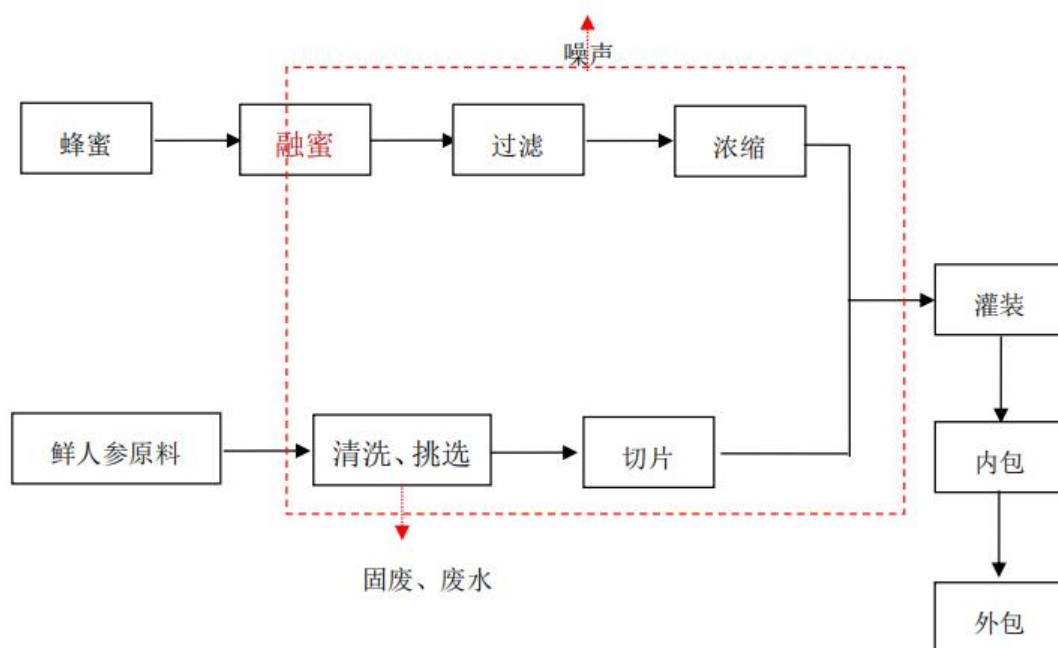 噪声
蜂蜜
融蜜
过滤
浓缩
灌装
鲜人参原料
清洗、挑选
切片
内包
固废、废水
外包